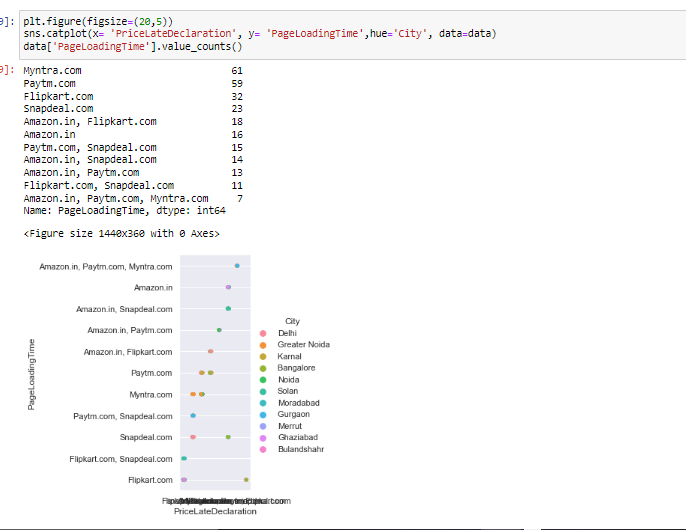 ]: plt.figure(figsize=(20,5))
sns.catplot(x= 'PriceLateDeclaration', y= 'PageLoadingTime',hue='City', data=data)
data['PageLoadingTime'].value_counts()
]: Myntra.com 61
Paytm.com 59
Flipkart.com 32
Snapdeal.com 23
Amazon.in, Flipkart.com 18
Amazon.in 16
Paytm.com, Snapdeal.com 15
Amazon.in, Snapdeal.com 14
Amazon.in, Paytm.com 13
Flipkart.com, Snapdeal.com 11
Amazon.in, Paytm.com, Myntra.com 7
Name: PageLoadingTime, dtype: int64
<Figure size 1440x360 with 0 Axes>
PageLoadingTime
Amazon.in, Paytm.com, Myntra.com
Amazon.in
Amazon.in, Snapdeal.com
Amazon.in, Paytm.com
Amazon.in, Flipkart.com
Paytm.com
Myntra.com
Paytm.com, Snapdeal.com
Snapdeal.com
Flipkart.com, Snapdeal.com
Flipkart.com
PriceLateDeclaration
City
Delhi
Greater Noida
Karnal
Bangalore
Noida
Solan
Moradabad
Gurgaon
Merrut
Ghaziabad
Bulandshahr